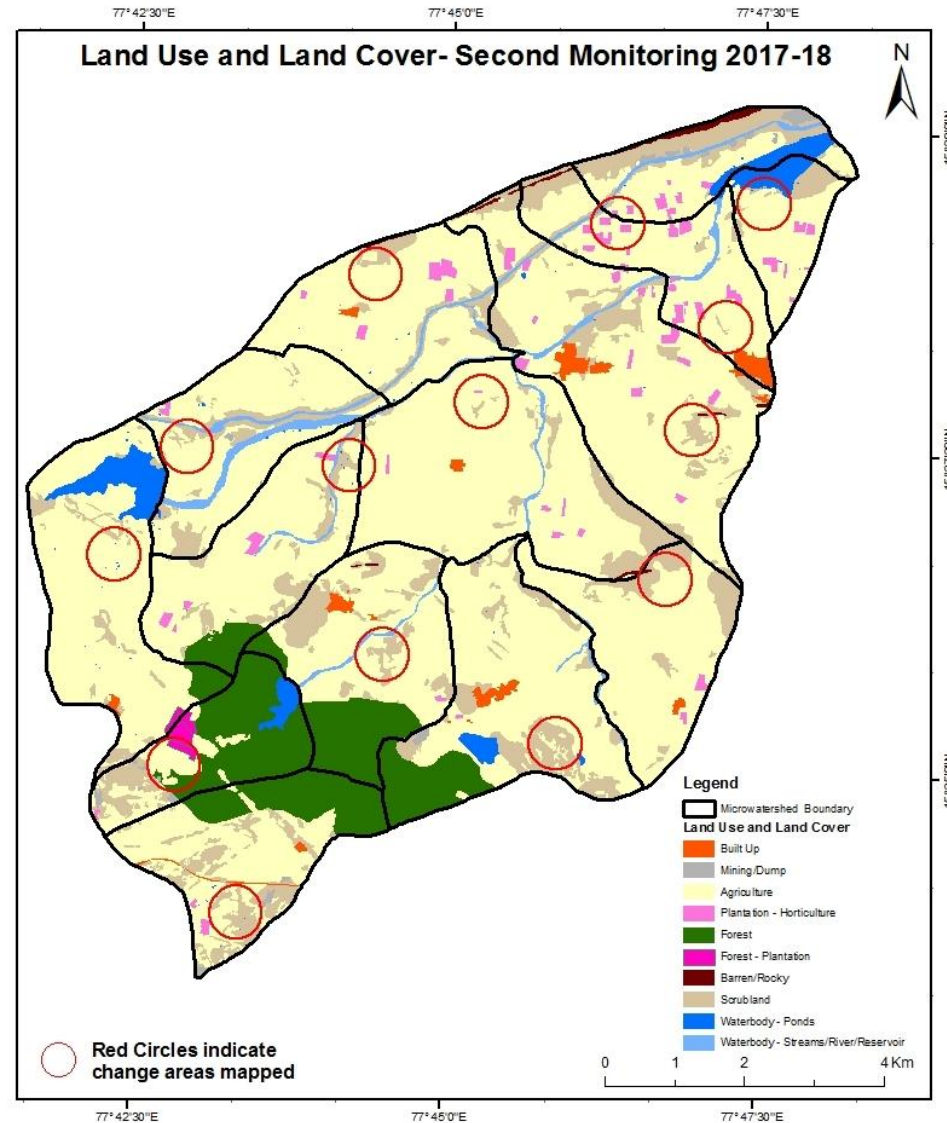 77°42'30"E 77°45'0"E 77°47'30"E
Land Use and Land Cover- Second Monitoring 2017-18
N
Legend
Microwatershed Boundary
Land Use and Land Cover
Built Up
Mining/Dump
Agriculture
Plantation - Horticulture
Forest
Forest - Plantation
Barren/Rocky
Scrubland
Waterbody - Ponds
Waterbody - Streams/River/Reservoir
Red Circles indicate
change areas mapped
0 1 2 4 Km
77°42'30"E 77°45'0"E 77°47'30"E